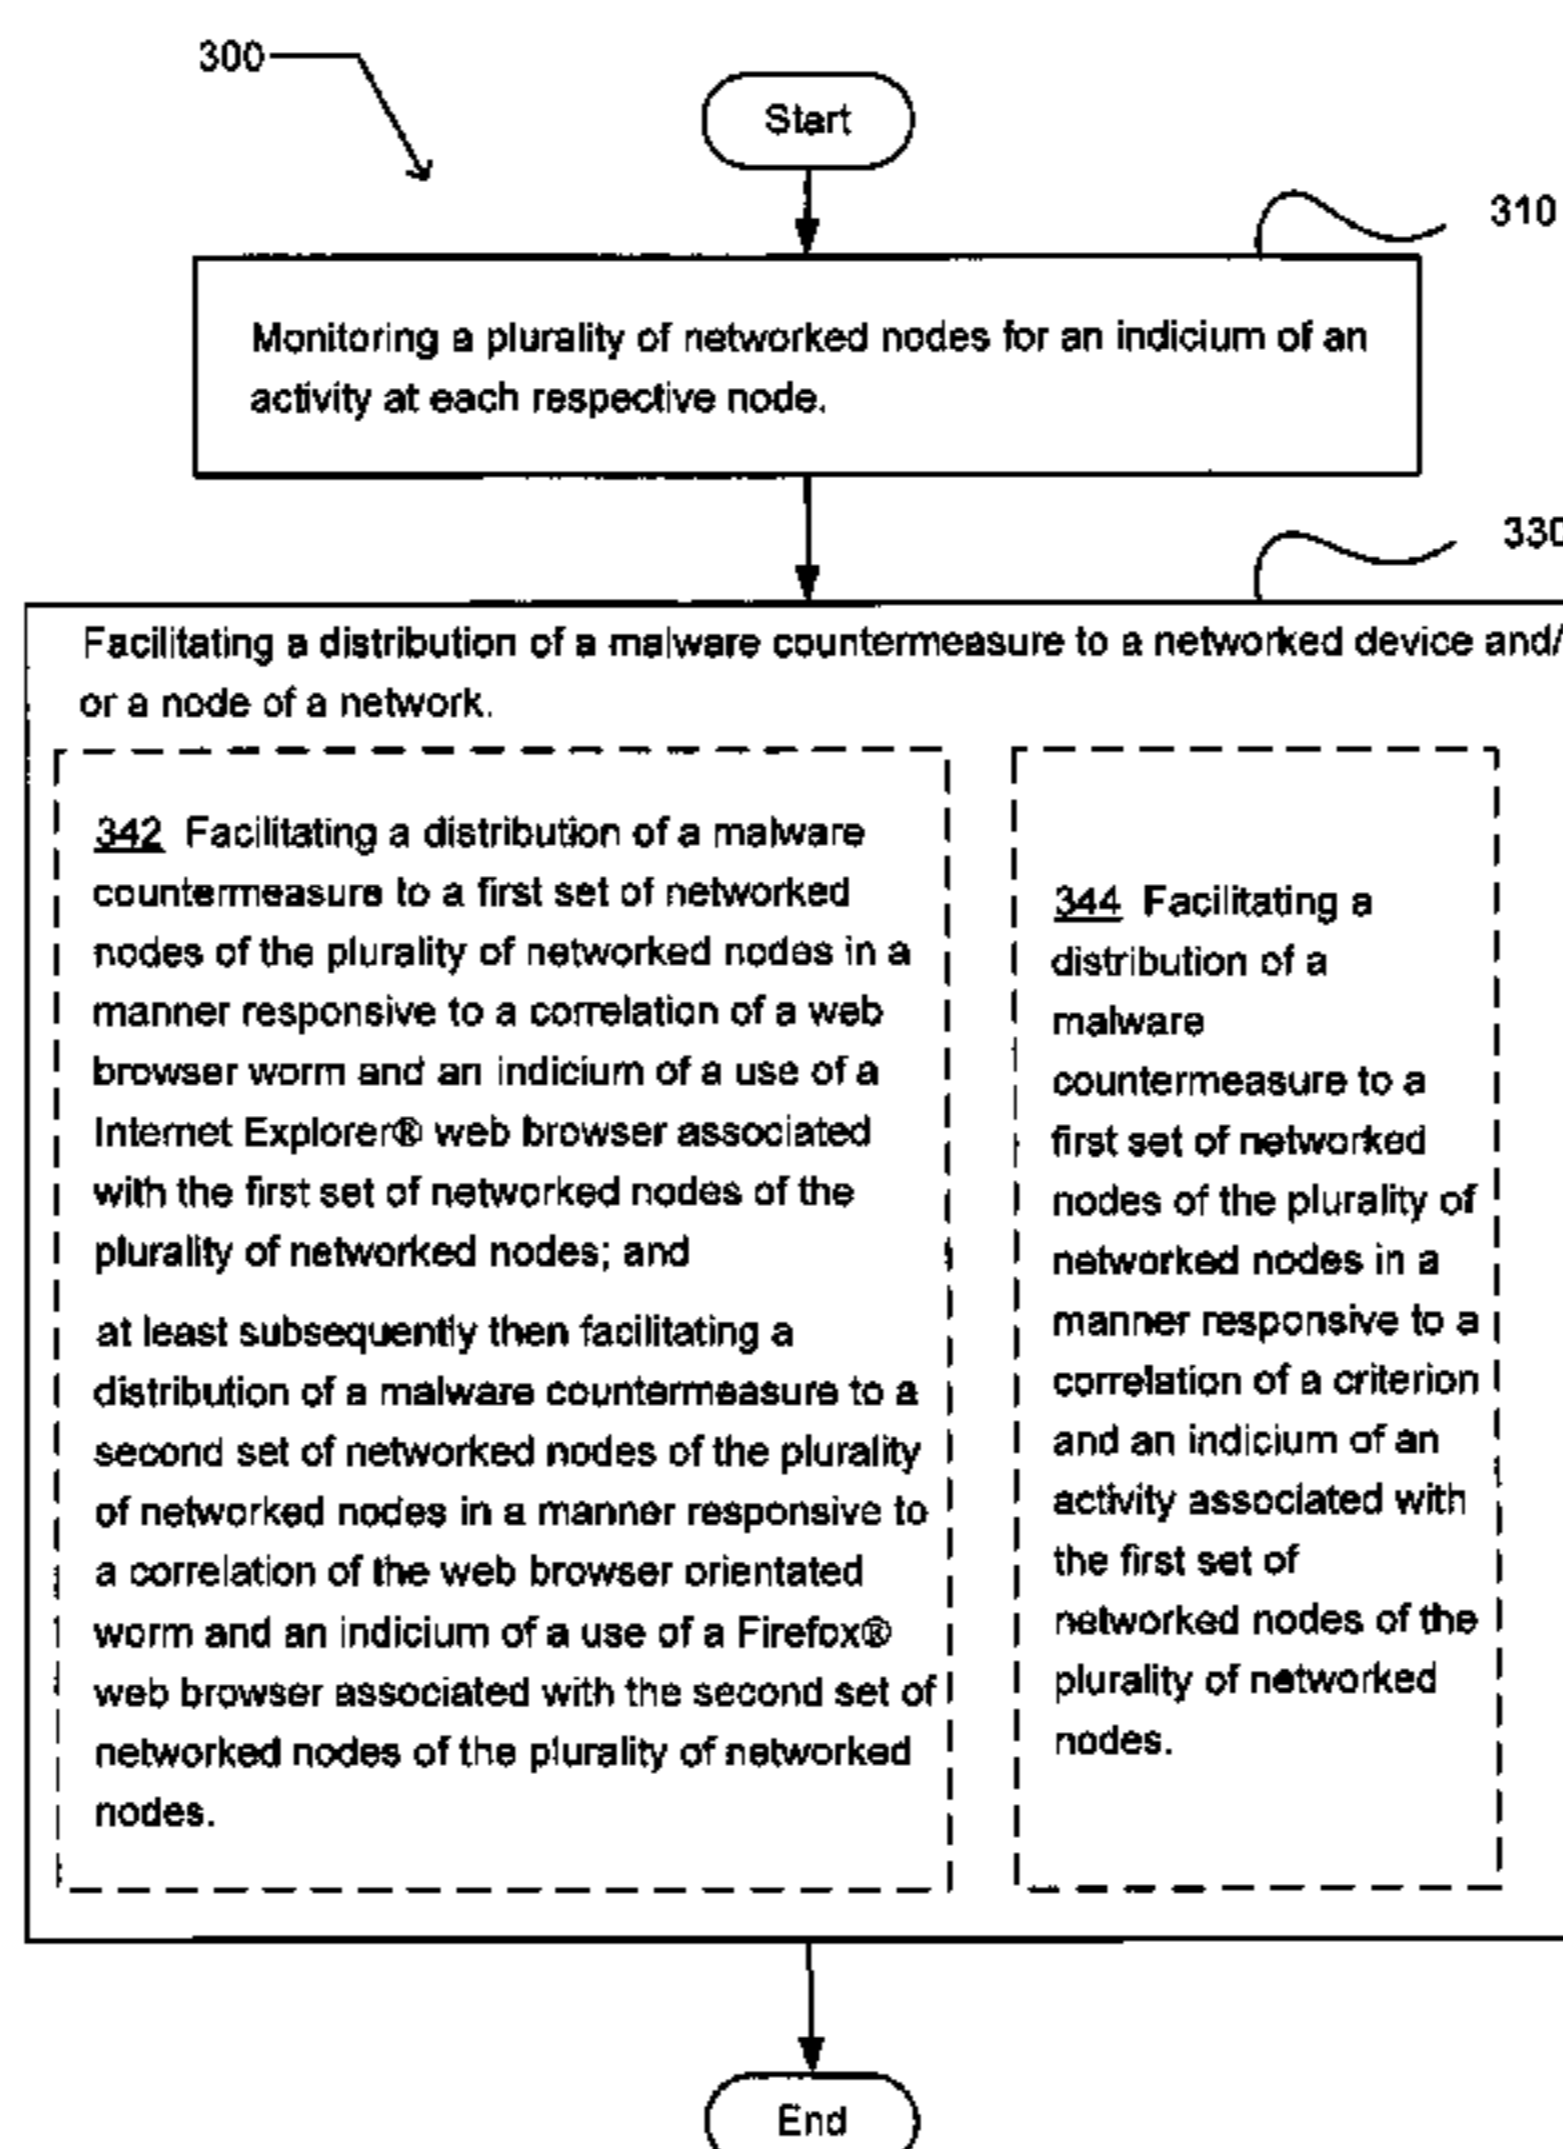 300
Start
310
Monitoring a plurality of networked nodes for an indicium of an
activity at each respective node.
330
Facilitating a distribution of a malware countermeasure to a networked device and/
or a node of a network.
342 Facilitating a distribution of a malware
countermeasure to a first set of networked
nodes of the plurality of networked nodes in a
manner responsive to a correlation of a web
browser worm and an indicium of a use of a
Internet Explorer® web browser associated
with the first set of networked nodes of the
plurality of networked nodes; and
at least subsequently then facilitating a
distribution of a malware countermeasure to a
second set of networked nodes of the plurality
of networked nodes in a manner responsive to
a correlation of the web browser orientated
worm and an indicium of a use of a Firefox®
web browser associated with the second set of
networked nodes of the plurality of networked
nodes.
344 Facilitating a
distribution of a
malware
countermeasure to a
first set of networked
nodes of the plurality of
networked nodes in a
manner responsive to a
correlation of a criterion
and an indicium of an
activity associated with
the first set of
networked nodes of the
plurality of networked
nodes.
End